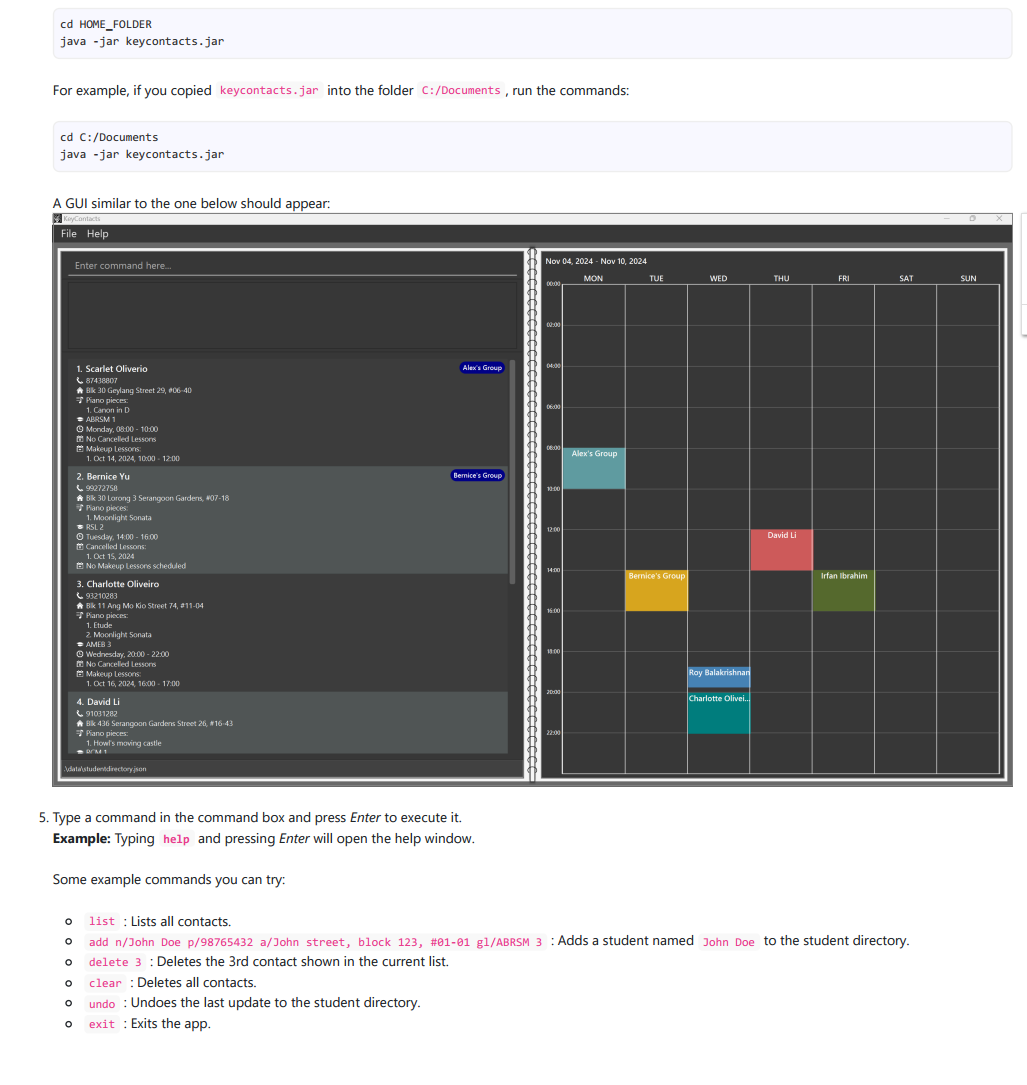 cd HOME_FOLDER
java -jar keycontacts.jar
For example, if you copied keycontacts.jar into the folder C:/Documents , run the commands:
cd C:/Documents
java -jar keycontacts.jar
A GUI similar to the one below should appear:
KeyContacts
File Help
Enter command here...
1. Scarlet Oliverio
Alex's Group
87438807
Blk 30 Geylang Street 29, #06-40
Piano pieces:
1. Canon in D
ABRSM 1
Monday, 08:00 - 10:00
No Cancelled Lessons
Makeup Lessons:
1. Oct 14, 2024, 10:00 - 12:00
2. Bernice Yu
Bernice's Group
99272758
Blk 30 Lorong 3 Serangoon Gardens, #07-18
Piano pieces:
1. Moonlight Sonata
RSL 2
Tuesday, 14:00 - 16:00
Cancelled Lessons:
1. Oct 15, 2024
No Makeup Lessons scheduled
3. Charlotte Oliveiro
93210283
Blk 11 Ang Mo Kio Street 74, #11-04
Piano pieces:
1. Etude
2. Moonlight Sonata
AMEB 3
Wednesday, 20:00 - 22:00
No Cancelled Lessons
Makeup Lessons:
1. Oct 16, 2024, 16:00 - 17:00
4. David Li
91031282
Blk 436 Serangoon Gardens Street 26, #16-43
Piano pieces:
1. Howl's moving castle
RCM 1
\data\studentdirectory.json
Nov 04, 2024 - Nov 10, 2024
MON TUE WED THU FRI SAT SUN
00:00
02:00
04:00
06:00
08:00
Alex's Group
10:00
12:00
David Li
14:00
Bernice's Group
Irfan Ibrahim
16:00
18:00
Roy Balakrishnan
20:00
Charlotte Olivei...
22:00
5. Type a command in the command box and press Enter to execute it.
Example: Typing help and pressing Enter will open the help window.
Some example commands you can try:
list : Lists all contacts.
add n/John Doe p/98765432 a/John street, block 123, #01-01 gl/ABRSM 3 : Adds a student named John Doe to the student directory.
delete 3 : Deletes the 3rd contact shown in the current list.
clear : Deletes all contacts.
undo : Undoes the last update to the student directory.
exit : Exits the app.